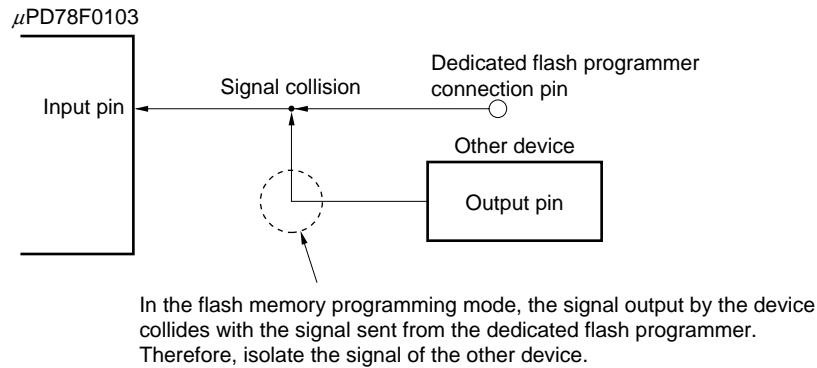 μPD78F0103
Dedicated flash programmer
connection pin
Signal collision
Input pin
Other device
Output pin
In the flash memory programming mode, the signal output by the device
collides with the signal sent from the dedicated flash programmer.
Therefore, isolate the signal of the other device.